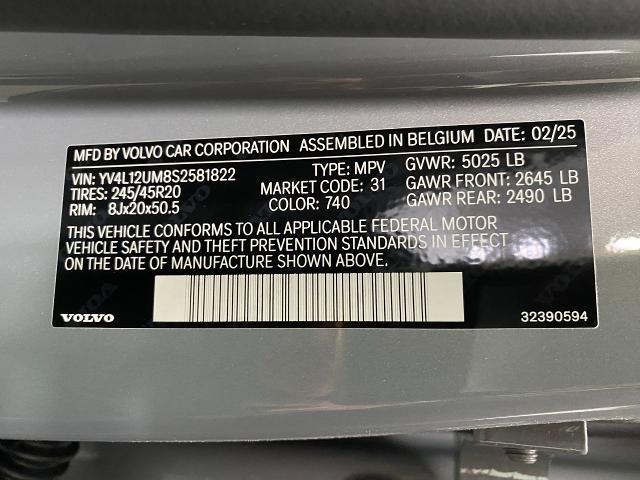 MFD BY VOLVO CAR CORPORATION ASSEMBLED IN BELGIUM DATE: 02/25
VIN: YV4L12UM8S2581822 TYPE: MPV GVWR: 5025 LB
TIRES: 245/45R20 MARKET CODE: 31 GAWR FRONT: 2645 LB
RIM: 8Jx20x50.5 COLOR: 740 GAWR REAR: 2490 LB
THIS VEHICLE CONFORMS TO ALL APPLICABLE FEDERAL MOTOR
VEHICLE SAFETY AND THEFT PREVENTION STANDARDS IN EFFECT
ON THE DATE OF MANUFACTURE SHOWN ABOVE.
VOLVO 32390594